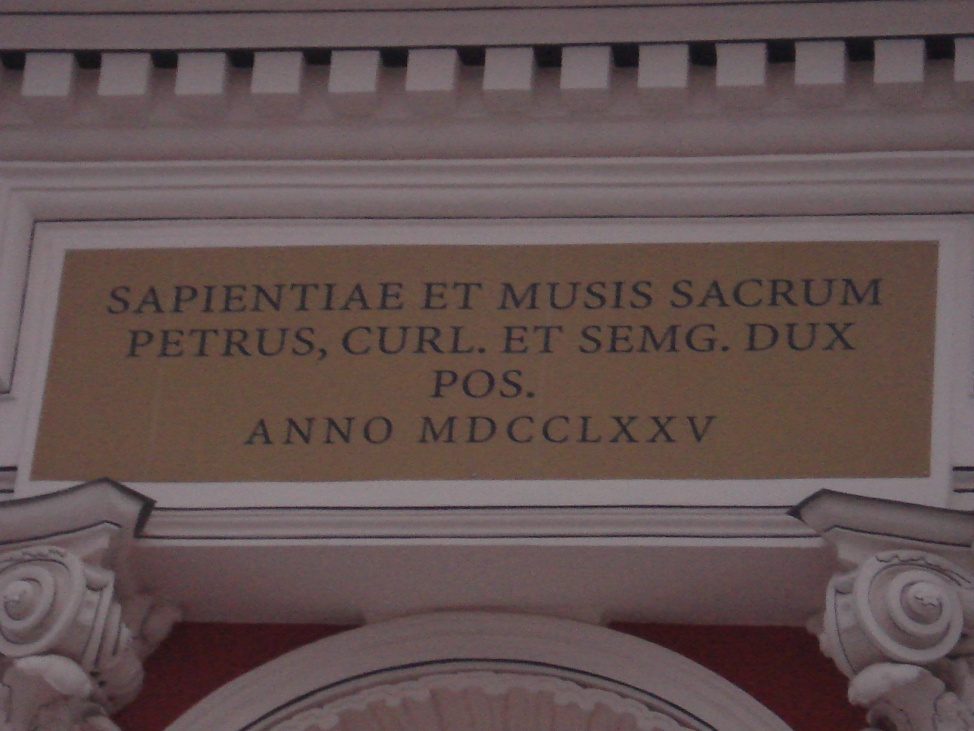 SAPIENTIAE ET MUSIS SACRUM
PETRUS, CURL. ET SEMG. DUX
POS.
ANNO MDCCLXXV